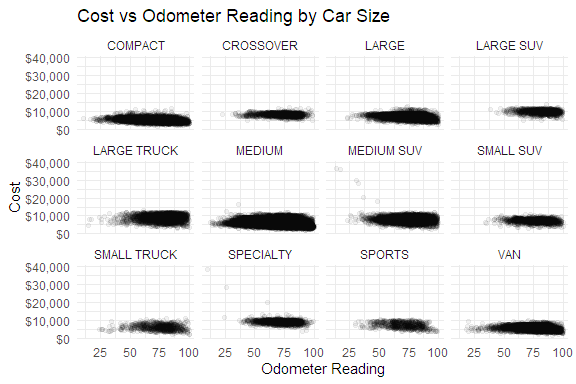 Cost vs Odometer Reading by Car Size
COMPACT CROSSOVER LARGE LARGE SUV
$40,000
$30,000
$20,000
$10,000
$0
LARGE TRUCK MEDIUM MEDIUM SUV SMALL SUV
$40,000
$30,000
$20,000
$10,000
$0
Cost
SMALL TRUCK SPECIALTY SPORTS VAN
$40,000
$30,000
$20,000
$10,000
$0
25 50 75 100 25 50 75 100 25 50 75 100 25 50 75 100
Odometer Reading